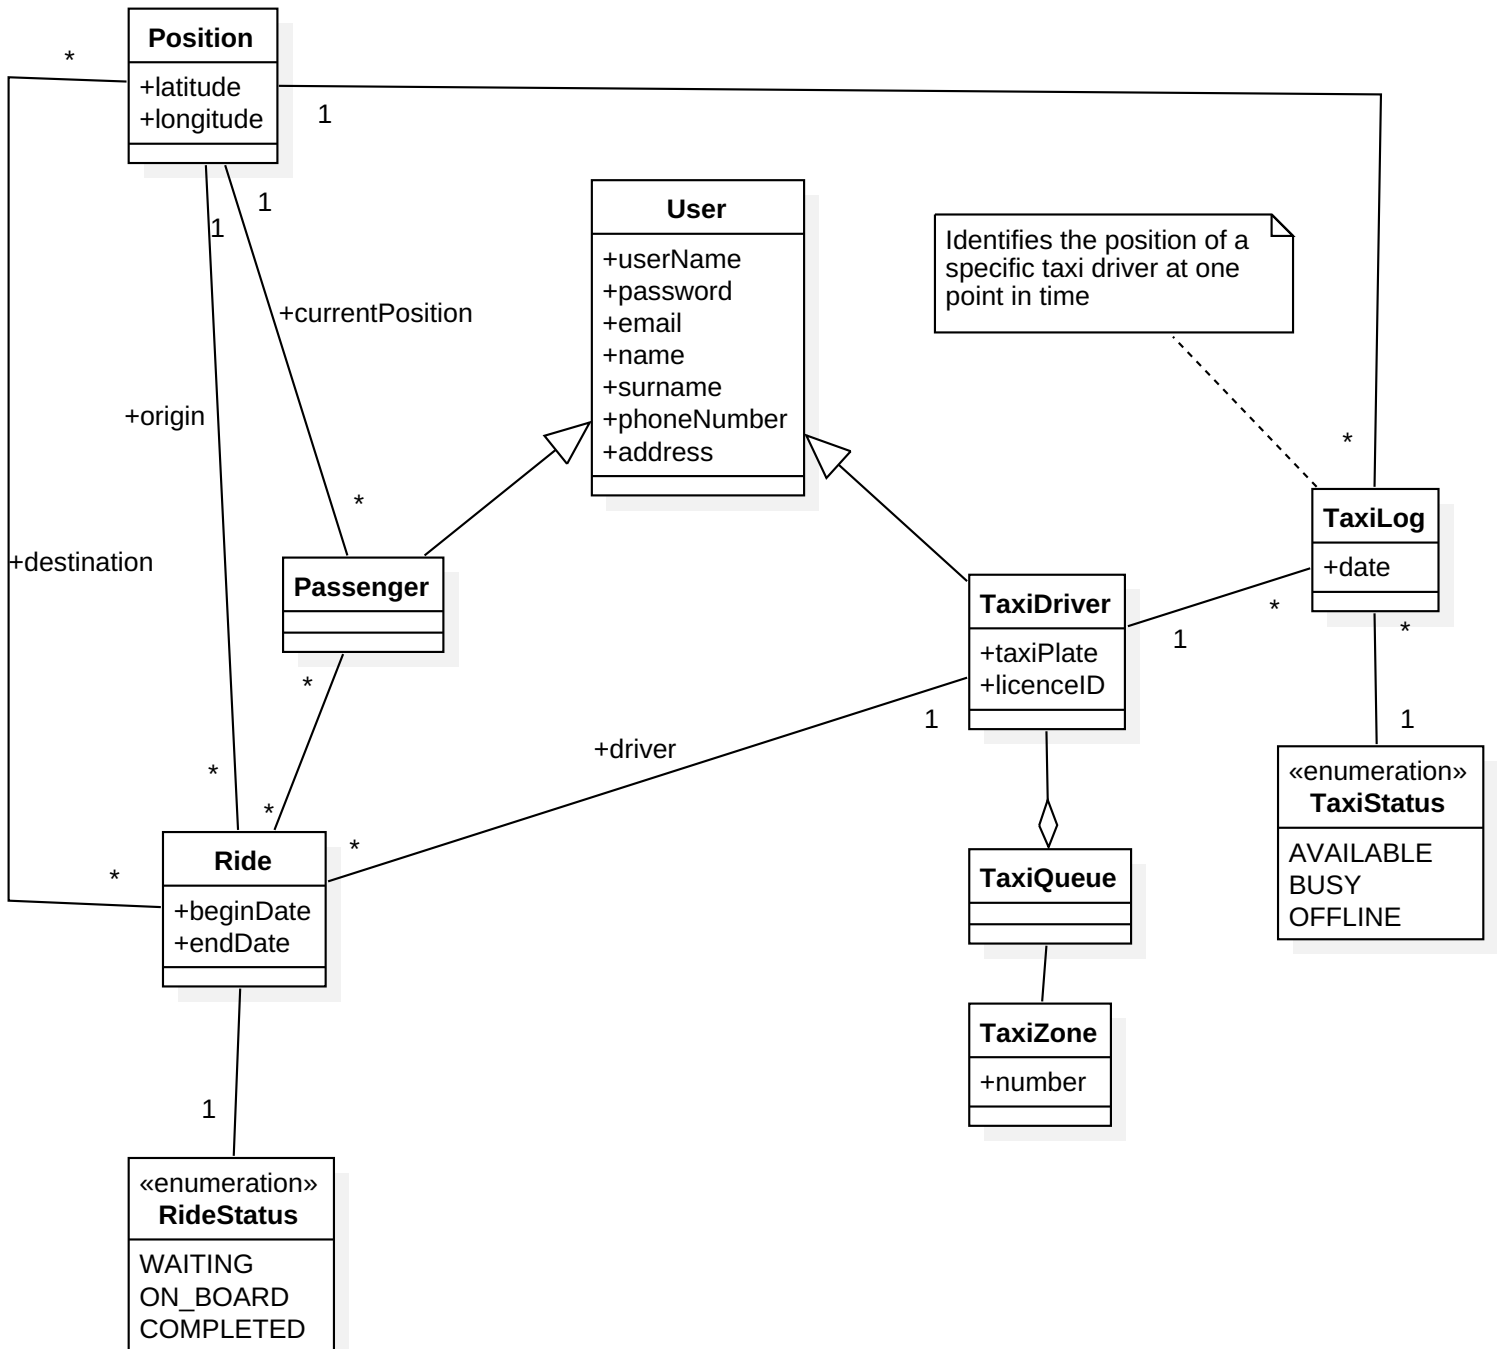 Position
+latitude
+longitude
*
1
1
1
+currentPosition
+origin
+destination
User
+userName
+password
+email
+name
+surname
+phoneNumber
+address
Identifies the position of a
specific taxi driver at one
point in time
*
*
TaxiLog
+date
*
*
Passenger
*
TaxiDriver
+taxiPlate
+licenceID
1
1
+driver
1
*
*
*
*
Ride
+beginDate
+endDate
TaxiQueue
TaxiZone
+number
«enumeration»
TaxiStatus
AVAILABLE
BUSY
OFFLINE
1
«enumeration»
RideStatus
WAITING
ON_BOARD
COMPLETED